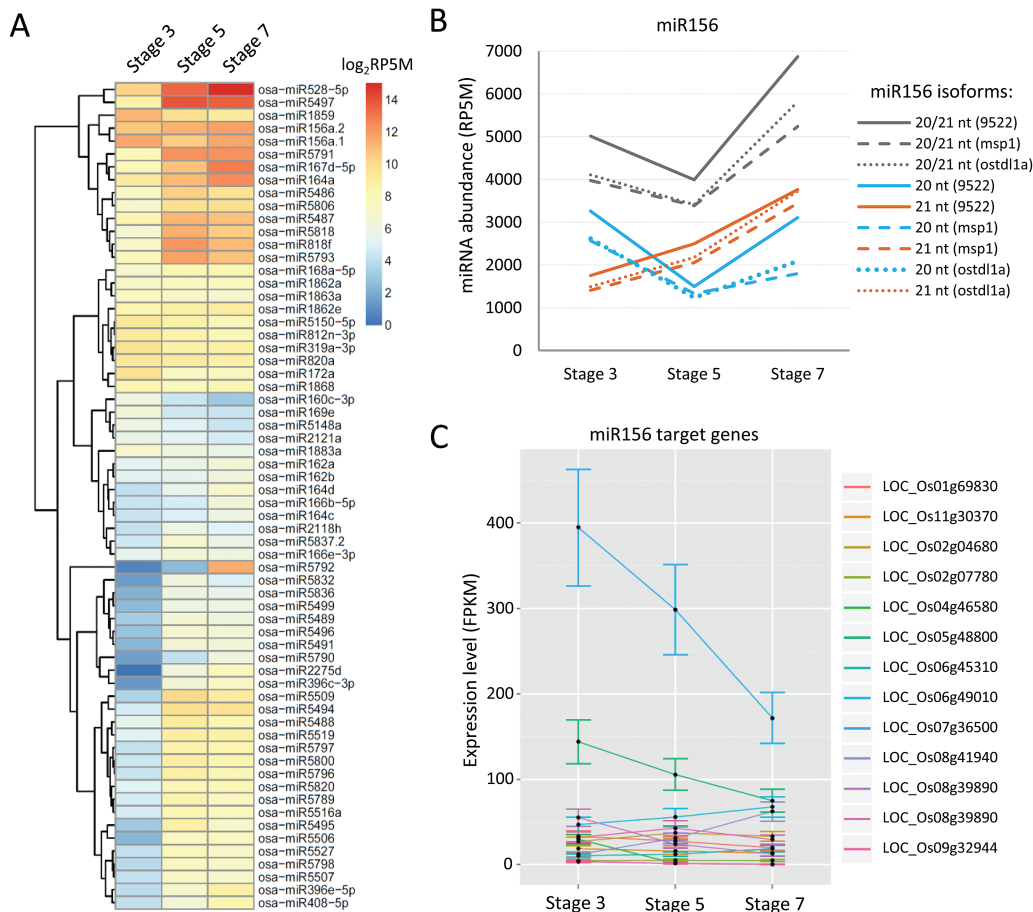 A
Stage 3
Stage 5
Stage 7
log2RP5M
14
12
10
8
6
4
2
0
osa−miR528−5p
osa−miR5497
osa−miR1859
osa−miR156a.2
osa−miR156a.1
osa−miR5791
osa−miR167d−5p
osa−miR164a
osa−miR5486
osa−miR5806
osa−miR5487
osa−miR5818
osa−miR818f
osa−miR5793
osa−miR168a−5p
osa−miR1862a
osa−miR1863a
osa−miR1862e
osa−miR5150−5p
osa−miR812n−3p
osa−miR319a−3p
osa−miR820a
osa−miR172a
osa−miR1868
osa−miR160c−3p
osa−miR169e
osa−miR5148a
osa−miR2121a
osa−miR1883a
osa−miR162a
osa−miR162b
osa−miR164d
osa−miR166b−5p
osa−miR164c
osa−miR2118h
osa−miR5837.2
osa−miR166e−3p
osa−miR5792
osa−miR5832
osa−miR5836
osa−miR5499
osa−miR5489
osa−miR5496
osa−miR5491
osa−miR5790
osa−miR2275d
osa−miR396c−3p
osa−miR5509
osa−miR5494
osa−miR5488
osa−miR5519
osa−miR5797
osa−miR5800
osa−miR5796
osa−miR5820
osa−miR5789
osa−miR5516a
osa−miR5495
osa−miR5506
osa−miR5527
osa−miR5798
osa−miR5507
osa−miR396e−5p
osa−miR408−5p
B
miR156
miRNA abundance (RP5M)
7000
6000
5000
4000
3000
2000
1000
0
Stage 3
Stage 5
Stage 7
miR156 isoforms:
20/21 nt (9522)
20/21 nt (msp1)
20/21 nt (ostdl1a)
20 nt (9522)
21 nt (9522)
20 nt (msp1)
21 nt (msp1)
20 nt (ostdl1a)
21 nt (ostdl1a)
C
miR156 target genes
Expression level (FPKM)
400
300
200
100
0
Stage 3
Stage 5
Stage 7
LOC_Os01g69830
LOC_Os11g30370
LOC_Os02g04680
LOC_Os02g07780
LOC_Os04g46580
LOC_Os05g48800
LOC_Os06g45310
LOC_Os06g49010
LOC_Os07g36500
LOC_Os08g41940
LOC_Os08g39890
LOC_Os08g39890
LOC_Os09g32944